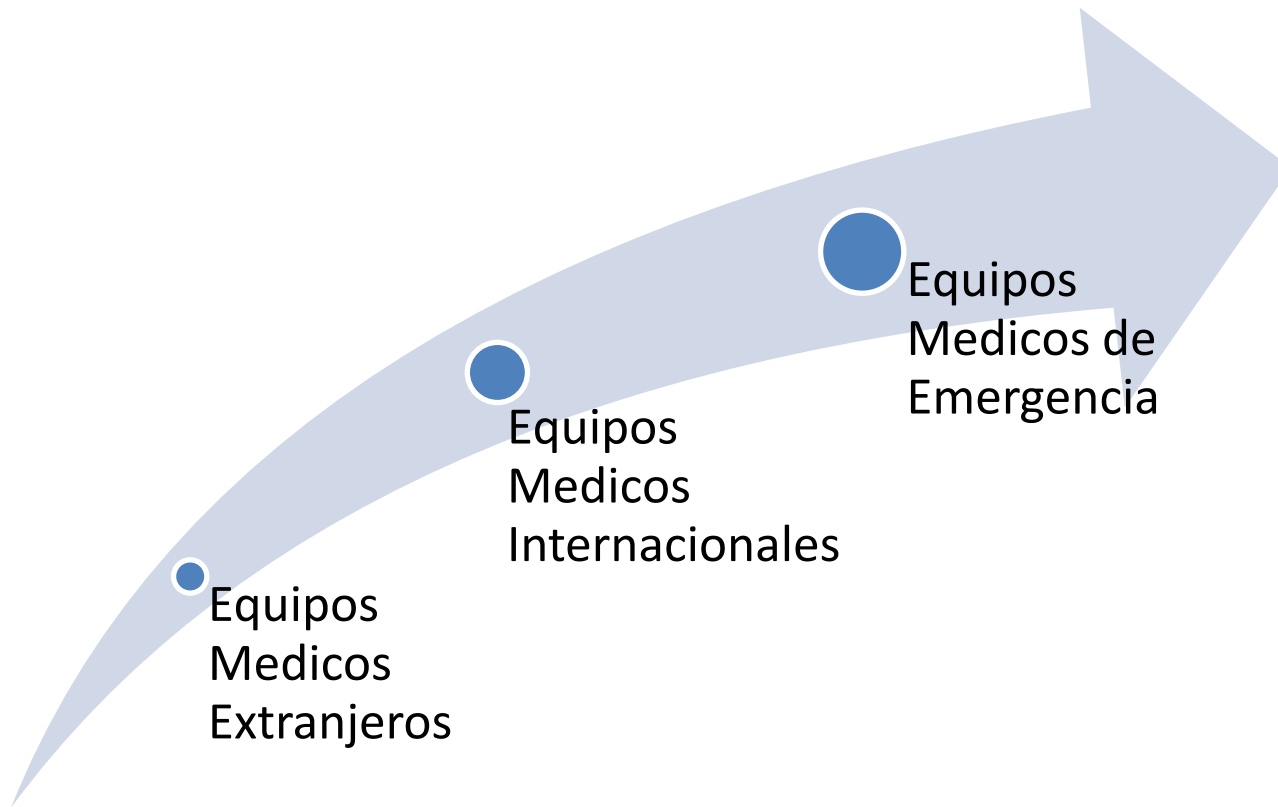 Equipos
Medicos
Extranjeros
Equipos
Medicos
Internacionales
Equipos
Medicos de
Emergencia